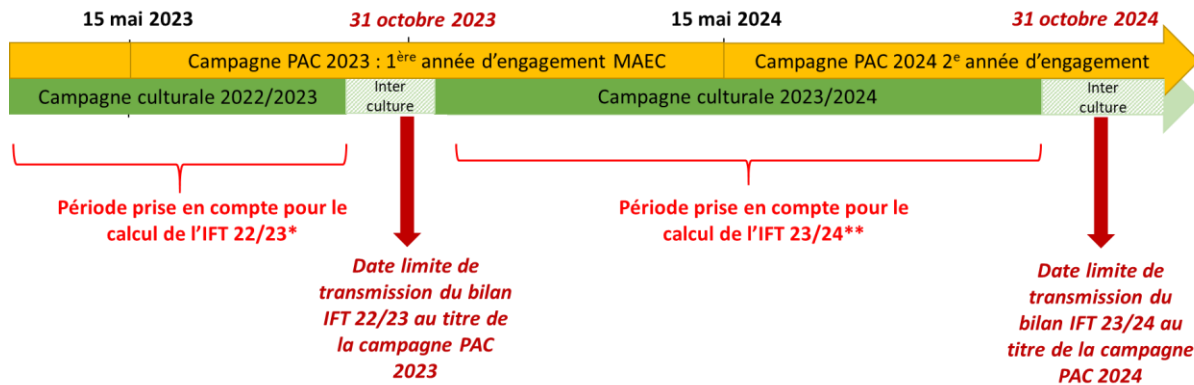 15 mai 2023
31 octobre 2023
15 mai 2024
31 octobre 2024
Campagne PAC 2023 : 1ère année d’engagement MAEC
Campagne PAC 2024 2e année d’engagement
Campagne culturale 2022/2023
Inter
culture
Campagne culturale 2023/2024
Inter
culture
Période prise en compte pour le
calcul de l’IFT 22/23*
Période prise en compte pour le
calcul de l’IFT 23/24**
Date limite de
transmission du bilan
IFT 22/23 au titre de
la campagne PAC
2023
Date limite de
transmission du
bilan IFT 23/24 au
titre de la campagne
PAC 2024